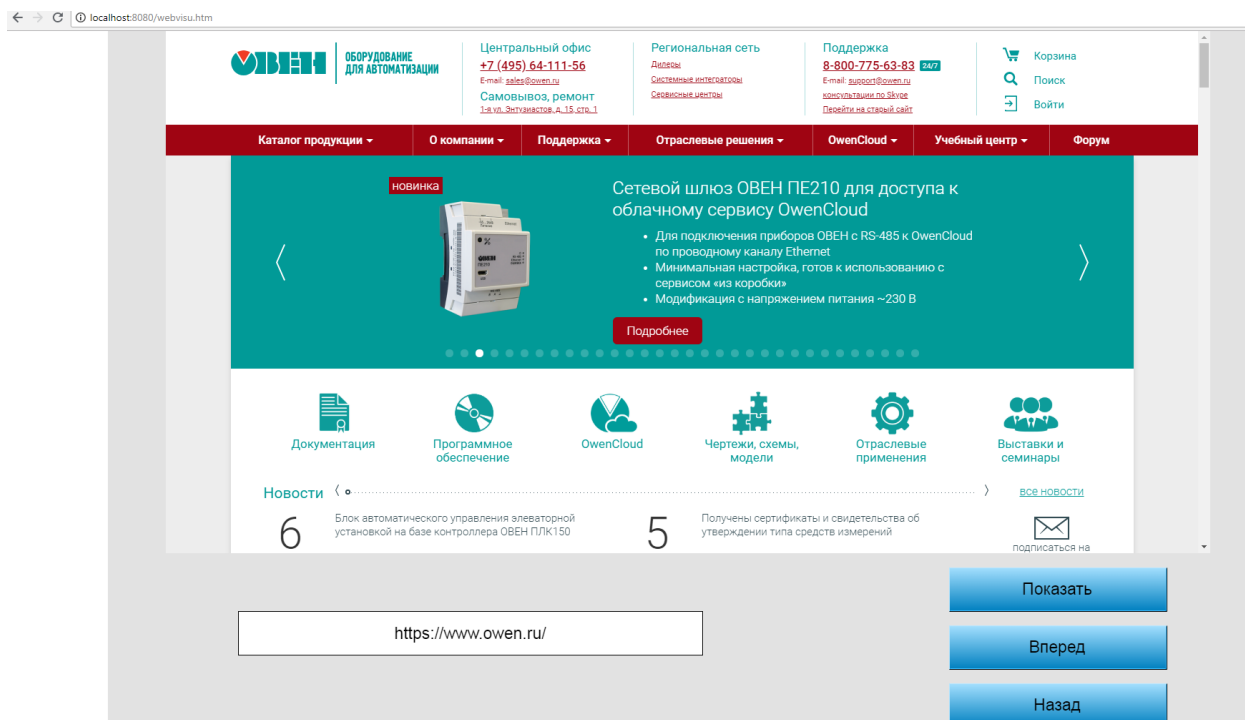 localhost:8080/webvisu.htm
ОВЕН
ОБОРУДОВАНИЕ
ДЛЯ АВТОМАТИЗАЦИИ
Центральный офис
+7 (495) 64-111-56
E-mail: sales@owen.ru
Самовывоз, ремонт
1-я ул. Энтузиастов, д. 15, стр. 1
Региональная сеть
Дилеры
Системные интеграторы
Сервисные центры
Поддержка
8-800-775-63-83 24/7
E-mail: support@owen.ru
консультации по Skype
Перейти на старый сайт
Корзина
Поиск
Войти
Каталог продукции О компании Поддержка Отраслевые решения OwenCloud Учебный центр Форум
новинка
Сетевой шлюз ОВЕН ПЕ210 для доступа к
облачному сервису OwenCloud
• Для подключения приборов ОВЕН с RS-485 к OwenCloud
по проводному каналу Ethernet
• Минимальная настройка, готов к использованию с
сервисом «из коробки»
• Модификация с напряжением питания ~230 В
Подробнее
Документация
Программное
обеспечение
OwenCloud
Чертежи, схемы,
модели
Отраслевые
применения
Выставки и
семинары
Новости
все новости
6
Блок автоматического управления элеваторной
установкой на базе контроллера ОВЕН ПЛК150
5
Получены сертификаты и свидетельства об
утверждении типа средств измерений
подписаться на
Показать
https://www.owen.ru/
Вперед
Назад